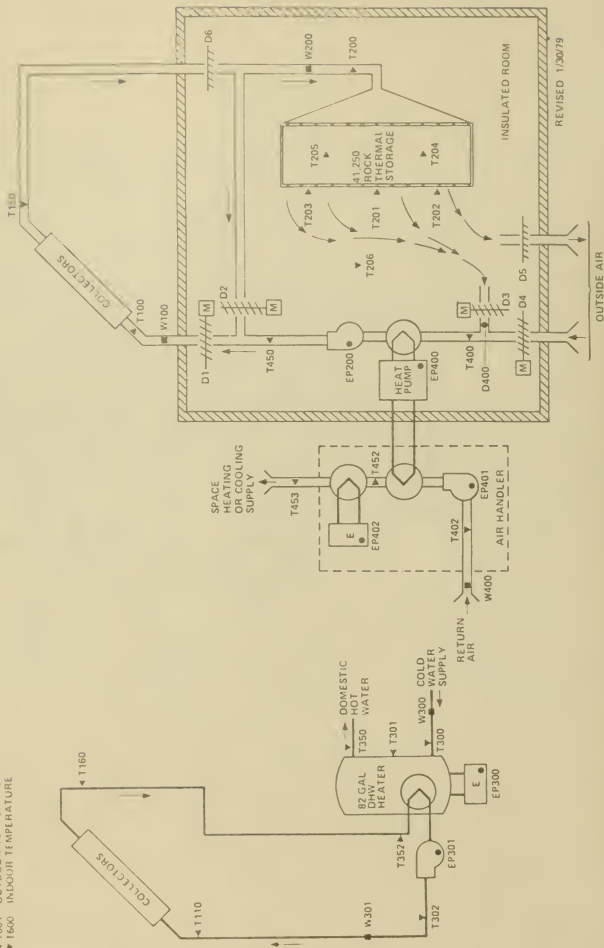 T600 INDOOR TEMPERATURE
COLLECTORS
T110
T160
W301
T302
EP301
T352
82 GAL
DHW
HEATER
EP300
E
T301
T350
DOMESTIC
HOT
WATER
T300
W300
COLD
WATER
SUPPLY
RETURN
AIR
W400
T402
EP401
AIR HANDLER
SPACE
HEATING
OR COOLING
SUPPLY
T453
T452
E
EP402
HEAT
PUMP
EP400
EP200
T450
D1
M
D2
M
W100
T100
COLLECTORS
D6
W200
T200
T205
41,250
ROCK
THERMAL
STORAGE
T204
T203
T201
T202
T206
M
D3
D4
M
T400
D400
D5
OUTSIDE AIR
INSULATED ROOM
REVISED 1/30/79